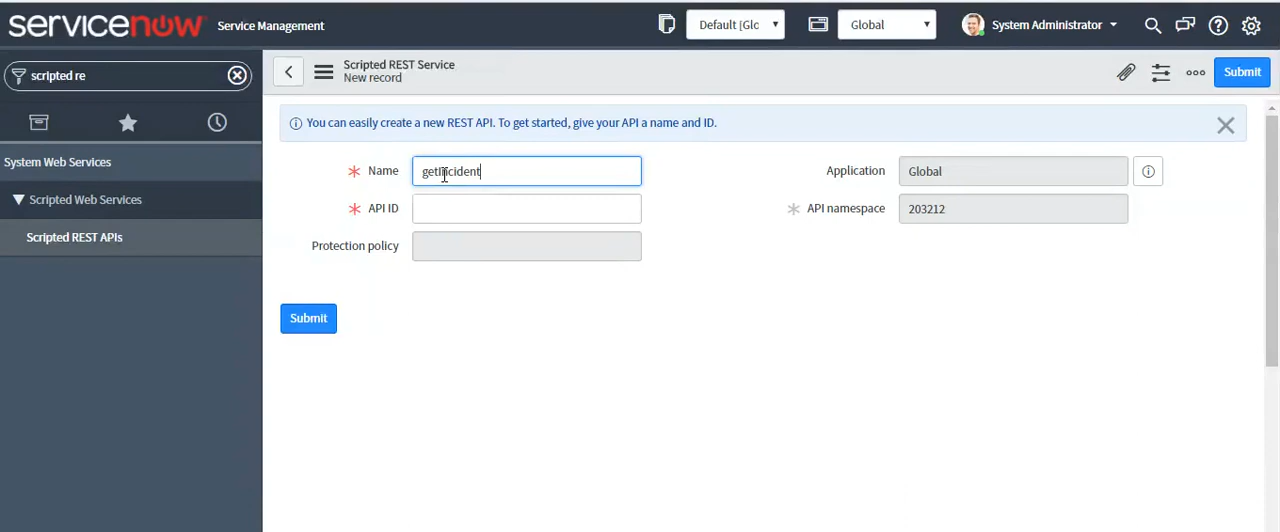 servicenow Service Management
Default [Glc
Global
System Administrator
scripted re
Scripted REST Service
New record
Submit
You can easily create a new REST API. To get started, give your API a name and ID.
System Web Services
Scripted Web Services
Scripted REST APIs
Name getIncident
Application Global
API ID
API namespace 203212
Protection policy
Submit